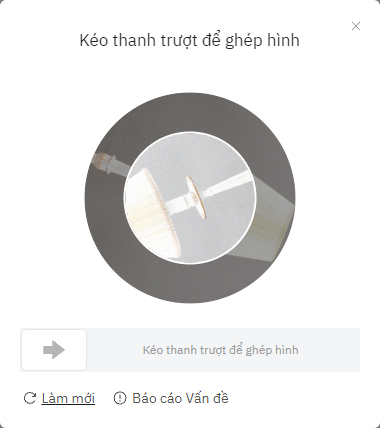 Kéo thanh trượt để ghép hình
Kéo thanh trượt để ghép hình
Làm mới
Báo cáo Vấn đề